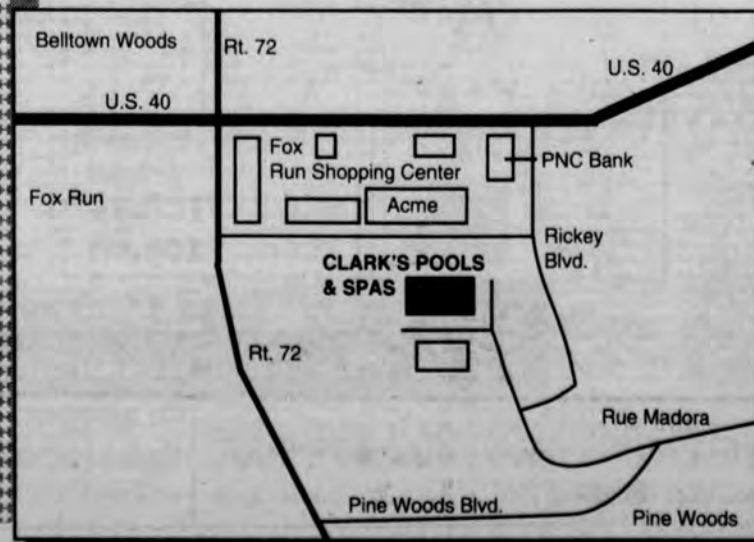 Belltown Woods
Rt. 72
U.S. 40
U.S. 40
Fox
Run Shopping Center
PNC Bank
Fox Run
Acme
Rickey
Blvd.
CLARK'S POOLS
& SPAS
Rt. 72
Rue Madora
Pine Woods Blvd.
Pine Woods